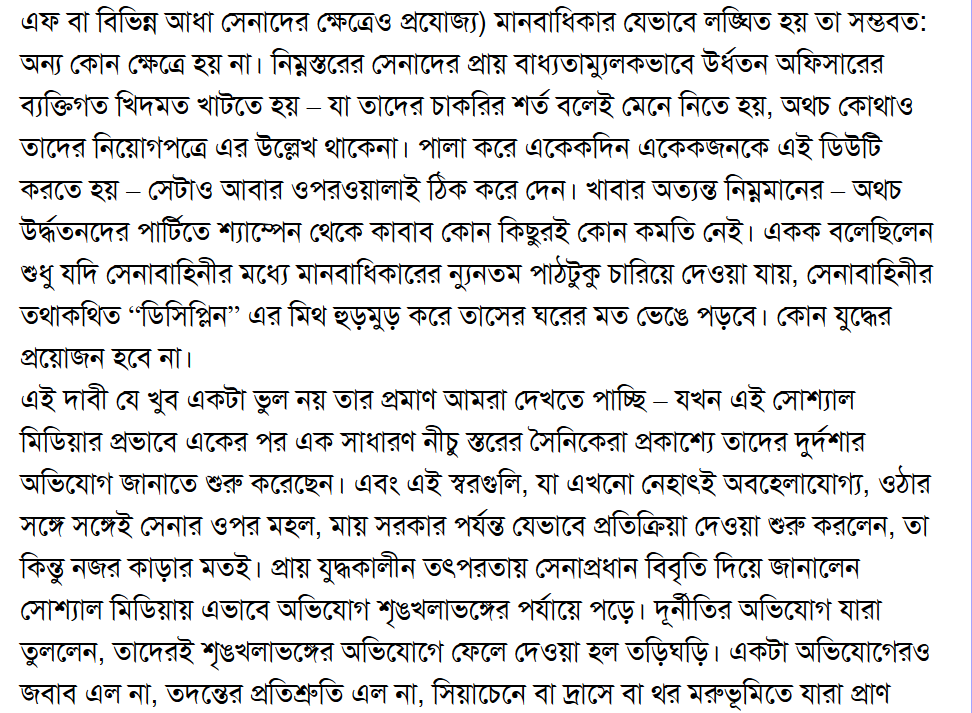 এফ বা বিভিন্ন আধা সেনাদের ক্ষেত্রেও প্রযোজ্য) মানবাধিকার যেভাবে লঙ্ঘিত হয় তা সম্ভবত:
অন্য কোন ক্ষেত্রে হয় না। নিম্নস্তরের সেনাদের প্রায় বাধ্যতাম্যুলকভাবে উর্ধতন অফিসারের
ব্যক্তিগত খিদমত খাটতে হয় – যা তাদের চাকরির শর্ত বলেই মেনে নিতে হয়, অথচ কোথাও
তাদের নিয়োগপত্রে এর উল্লেখ থাকেনা। পালা করে একেকদিন একেকজনকে এই ডিউটি
করতে হয় – সেটাও আবার ওপরওয়ালাই ঠিক করে দেন। খাবার অত্যন্ত নিম্নমানের – অথচ
উর্দ্ধতনদের পার্টিতে শ্যাম্পেন থেকে কাবাব কোন কিছুরই কোন কমতি নেই। একক বলেছিলেন
শুধু যদি সেনাবাহিনীর মধ্যে মানবাধিকারের ন্যুনতম পাঠটুকু চারিয়ে দেওয়া যায়, সেনাবাহিনীর
তথাকথিত “ডিসিপ্লিন” এর মিথ হুড়মুড় করে তাসের ঘরের মত ভেঙে পড়বে। কোন যুদ্ধের
প্রয়োজন হবে না।
এই দাবী যে খুব একটা ভুল নয় তার প্রমাণ আমরা দেখতে পাচ্ছি – যখন এই সোশ্যাল
মিডিয়ার প্রভাবে একের পর এক সাধারণ নীচু স্তরের সৈনিকেরা প্রকাশ্যে তাদের দুর্দশার
অভিযোগ জানাতে শুরু করেছেন। এবং এই স্বরগুলি, যা এখনো নেহাৎই অবহেলাযোগ্য, ওঠার
সঙ্গে সঙ্গেই সেনার ওপর মহল, মায় সরকার পর্যন্ত যেভাবে প্রতিক্রিয়া দেওয়া শুরু করলেন, তা
কিন্তু নজর কাড়ার মতই। প্রায় যুদ্ধকালীন তৎপরতায় সেনাপ্রধান বিবৃতি দিয়ে জানালেন
সোশ্যাল মিডিয়ায় এভাবে অভিযোগ শৃঙখলাভঙ্গের পর্যায়ে পড়ে। দূর্নীতির অভিযোগ যারা
তুললেন, তাদেরই শৃঙখলাভঙ্গের অভিযোগে ফেলে দেওয়া হল তড়িঘড়ি। একটা অভিযোগেরও
জবাব এল না, তদন্তের প্রতিশ্রুতি এল না, সিয়াচেনে বা দ্রাসে বা থর মরুভূমিতে যারা প্রাণ